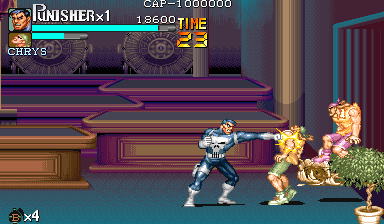 CAP-1000000
PUNISHER×1
18600
TIME
23
CHRYS
×4